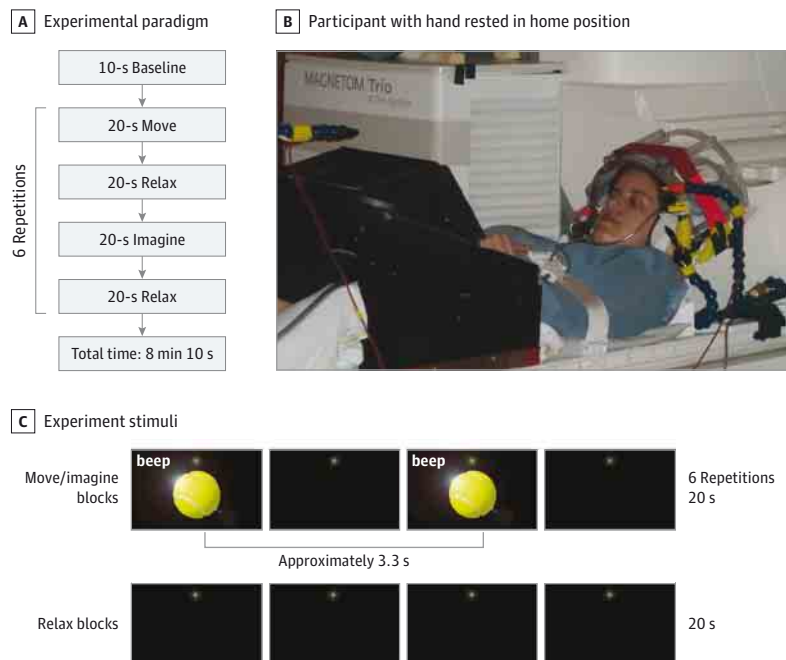 A Experimental paradigm
10-s Baseline
6 Repetitions
20-s Move
20-s Relax
20-s Imagine
20-s Relax
Total time: 8 min 10 s
B Participant with hand rested in home position
MAGNETOM Trio
C Experiment stimuli
Move/imagine
blocks
beep
beep
6 Repetitions
20 s
Approximately 3.3 s
Relax blocks
20 s